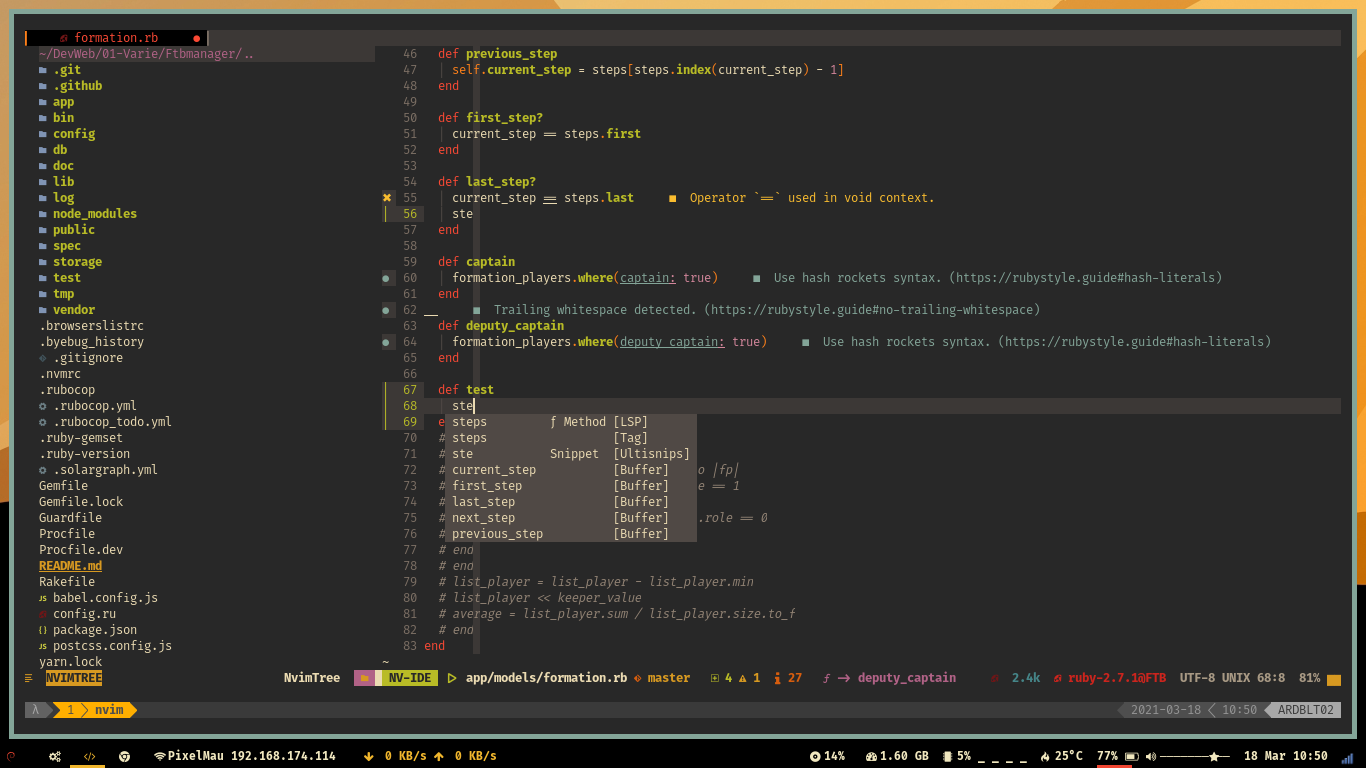 formation.rb
~/DevWeb/01-Varie/Ftbmanager/..
.git
.github
app
bin
config
db
doc
lib
log
node_modules
public
spec
storage
test
tmp
vendor
.browserslistrc
.byebug_history
.gitignore
.nvmrc
.rubocop
.rubocop.yml
.rubocop_todo.yml
.ruby-gemset
.ruby-version
.solargraph.yml
Gemfile
Gemfile.lock
Guardfile
Procfile
Procfile.dev
README.md
Rakefile
JS babel.config.js
config.ru
{} package.json
JS postcss.config.js
yarn.lock
46 def previous_step
47 self.current_step = steps[steps.index(current_step) - 1]
48 end
49
50 def first_step?
51 current_step == steps.first
52 end
53
54 def last_step?
55 current_step == steps.last ■ Operator `==` used in void context.
56 ste
57 end
58
59 def captain
60 formation_players.where(captain: true) ■ Use hash rockets syntax. (https://rubystyle.guide#hash-literals)
61 end
62 ■ Trailing whitespace detected. (https://rubystyle.guide#no-trailing-whitespace)
63 def deputy_captain
64 formation_players.where(deputy_captain: true) ■ Use hash rockets syntax. (https://rubystyle.guide#hash-literals)
65 end
66
67 def test
68 ste
69 e steps ƒ Method [LSP]
70 # steps [Tag]
71 # ste Snippet [Ultisnips]
72 # current_step [Buffer] o |fp|
73 # first_step [Buffer] e == 1
74 # last_step [Buffer]
75 # next_step [Buffer] .role == 0
76 # previous_step [Buffer]
77 # end
78 # end
79 # list_player = list_player - list_player.min
80 # list_player << keeper_value
81 # average = list_player.sum / list_player.size.to_f
82 # end
83 end
~
NVIMTREE NvimTree NV-IDE app/models/formation.rb master 4 1 27 ƒ → deputy_captain 2.4k ruby-2.7.1@FTB UTF-8 UNIX 68:8 81%
λ 1 nvim 2021-03-18 10:50 ARDBLT02
</> PixelMau 192.168.174.114 0 KB/s 0 KB/s 14% 1.60 GB 5% _ _ _ _ 25°C 77% 18 Mar 10:50